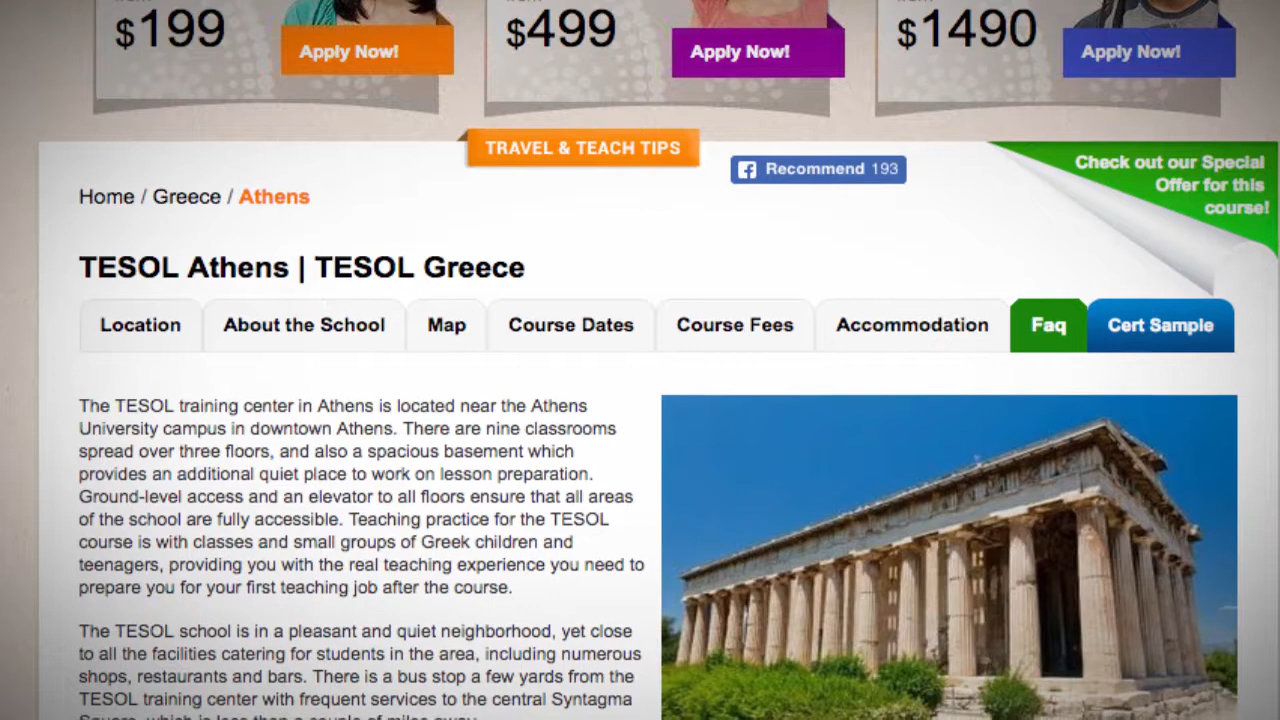 $199
Apply Now!
$499
Apply Now!
$1490
Apply Now!
TRAVEL & TEACH TIPS
Recommend 193
Check out our Special
Offer for this
course!
Home / Greece / Athens
TESOL Athens | TESOL Greece
Location
About the School
Map
Course Dates
Course Fees
Accommodation
Faq
Cert Sample
The TESOL training center in Athens is located near the Athens
University campus in downtown Athens. There are nine classrooms
spread over three floors, and also a spacious basement which
provides an additional quiet place to work on lesson preparation.
Ground-level access and an elevator to all floors ensure that all areas
of the school are fully accessible. Teaching practice for the TESOL
course is with classes and small groups of Greek children and
teenagers, providing you with the real teaching experience you need to
prepare you for your first teaching job after the course.
The TESOL school is in a pleasant and quiet neighborhood, yet close
to all the facilities catering for students in the area, including numerous
shops, restaurants and bars. There is a bus stop a few yards from the
TESOL training center with frequent services to the central Syntagma
Square, which is less than a couple of miles away.